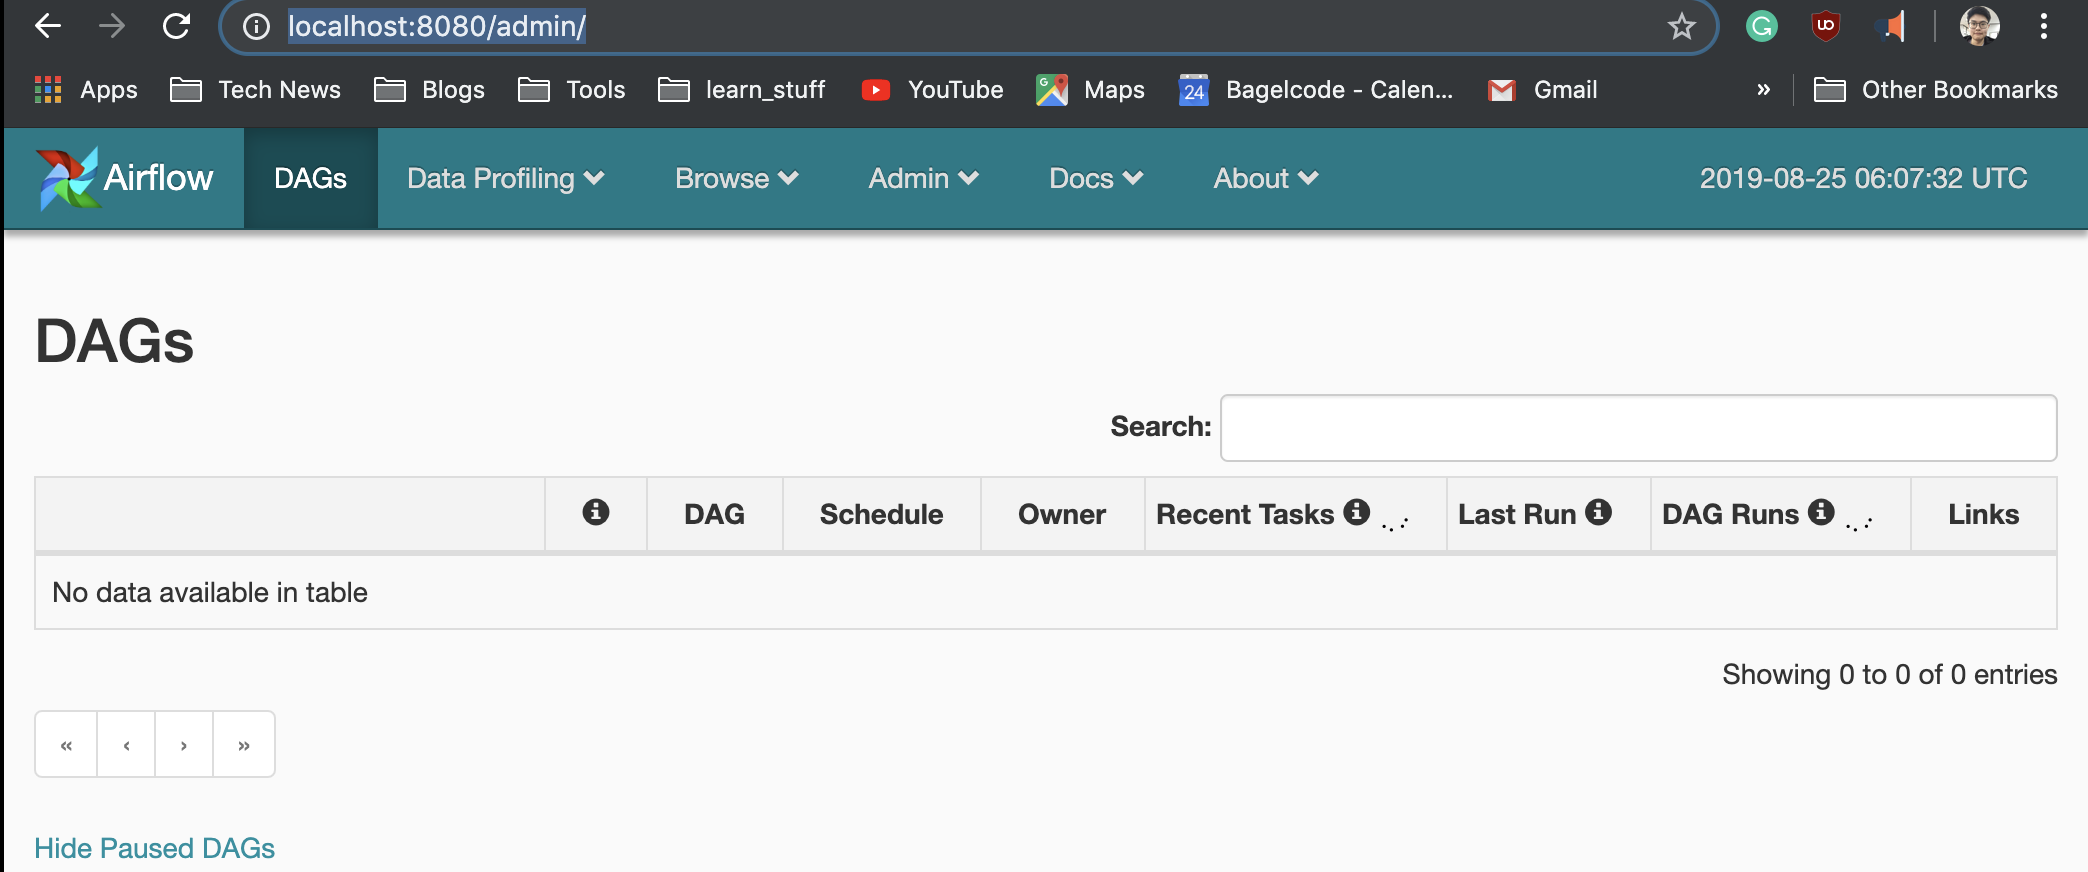 localhost:8080/admin/
Apps Tech News Blogs Tools learn_stuff YouTube Maps 24 Bagelcode - Calen... Gmail » Other Bookmarks
Airflow DAGs Data Profiling Browse Admin Docs About 2019-08-25 06:07:32 UTC
DAGs
Search:
DAG Schedule Owner Recent Tasks Last Run DAG Runs Links
No data available in table
Showing 0 to 0 of 0 entries
« ‹ › »
Hide Paused DAGs